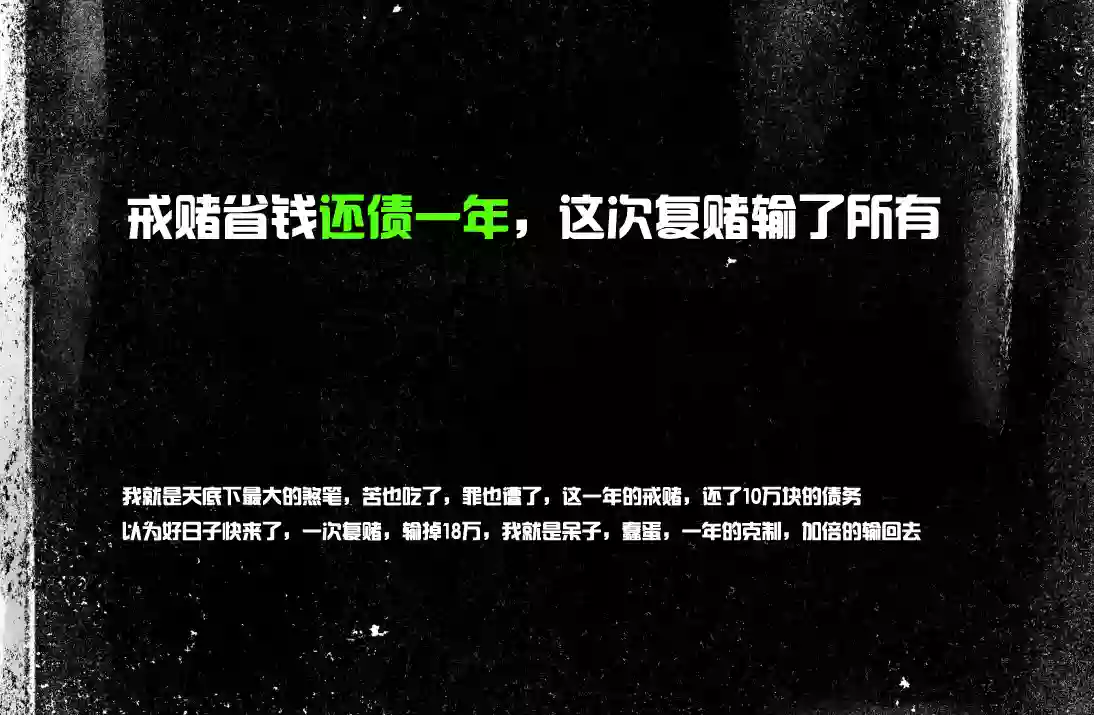 戒赌省钱还债一年，这次复赌输了所有
我就是天底下最大的煞笔，苦也吃了，罪也遭了，这一年的戒赌，还了10万块的债务
以为好日子快来了，一次复赌，输掉18万，我就是呆子，蠢蛋，一年的克制，加倍的输回去